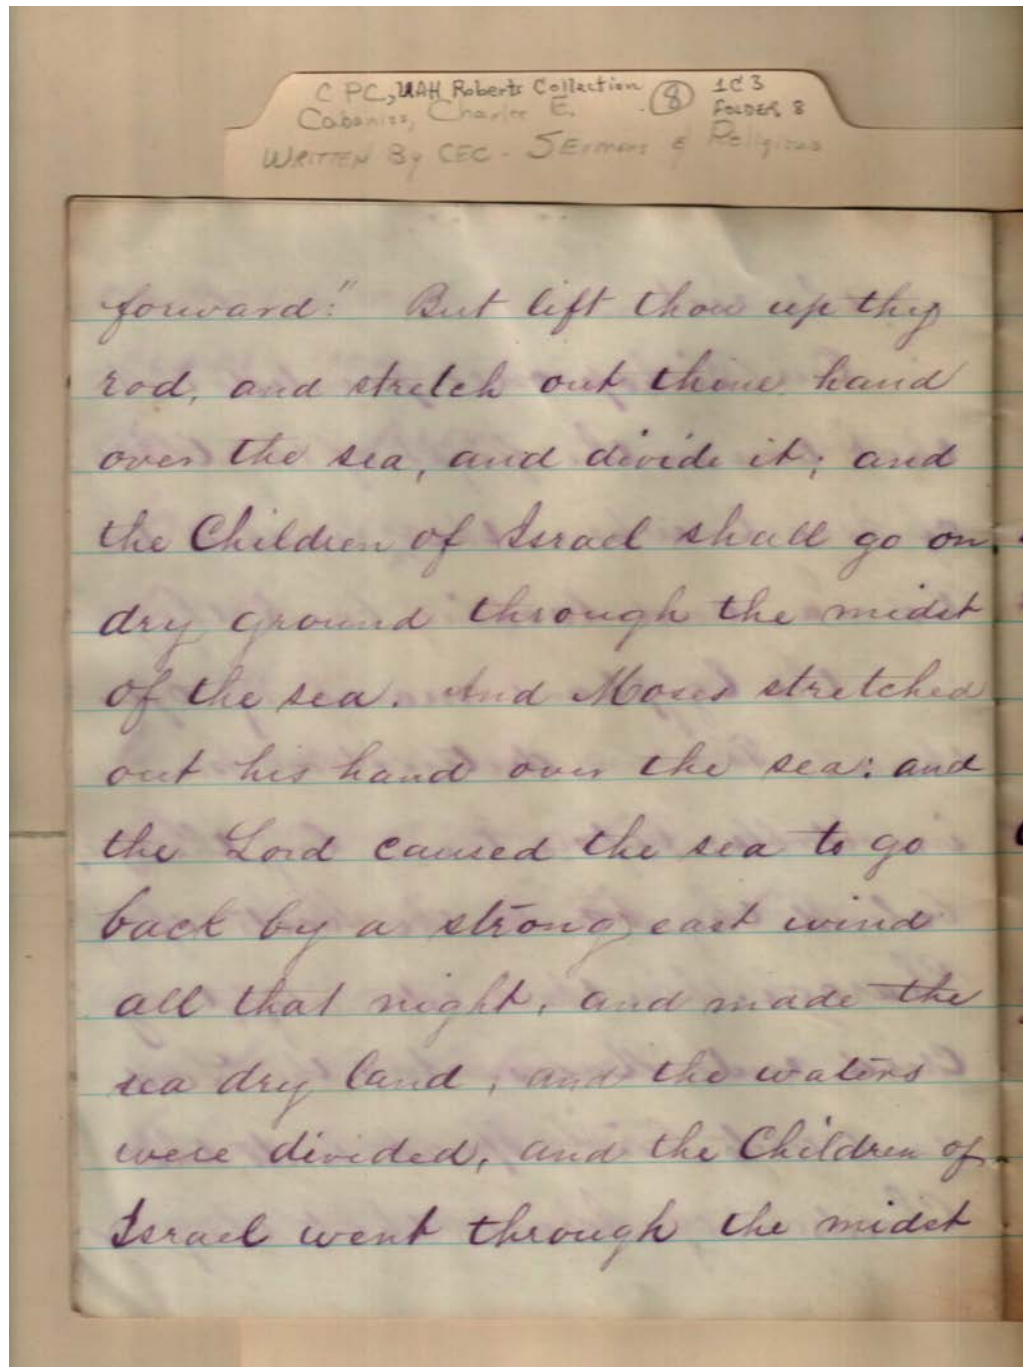 C PC, UAH Roberts Collection (8) 1C3
Cabaniss, Charles E. FOLDER 8
WRITTEN By CEC - SERMONS & Religious
forward." But lift thou up thy
rod, and stretch out thine hand
over the sea, and divide it; and
the Children of Israel shall go on
dry ground through the midst
of the sea. And Moses stretched
out his hand over the sea: and
the Lord caused the sea to go
back by a strong east wind
all that night, and made the
sea dry land, and the waters
were divided, and the Children of
Israel went through the midst